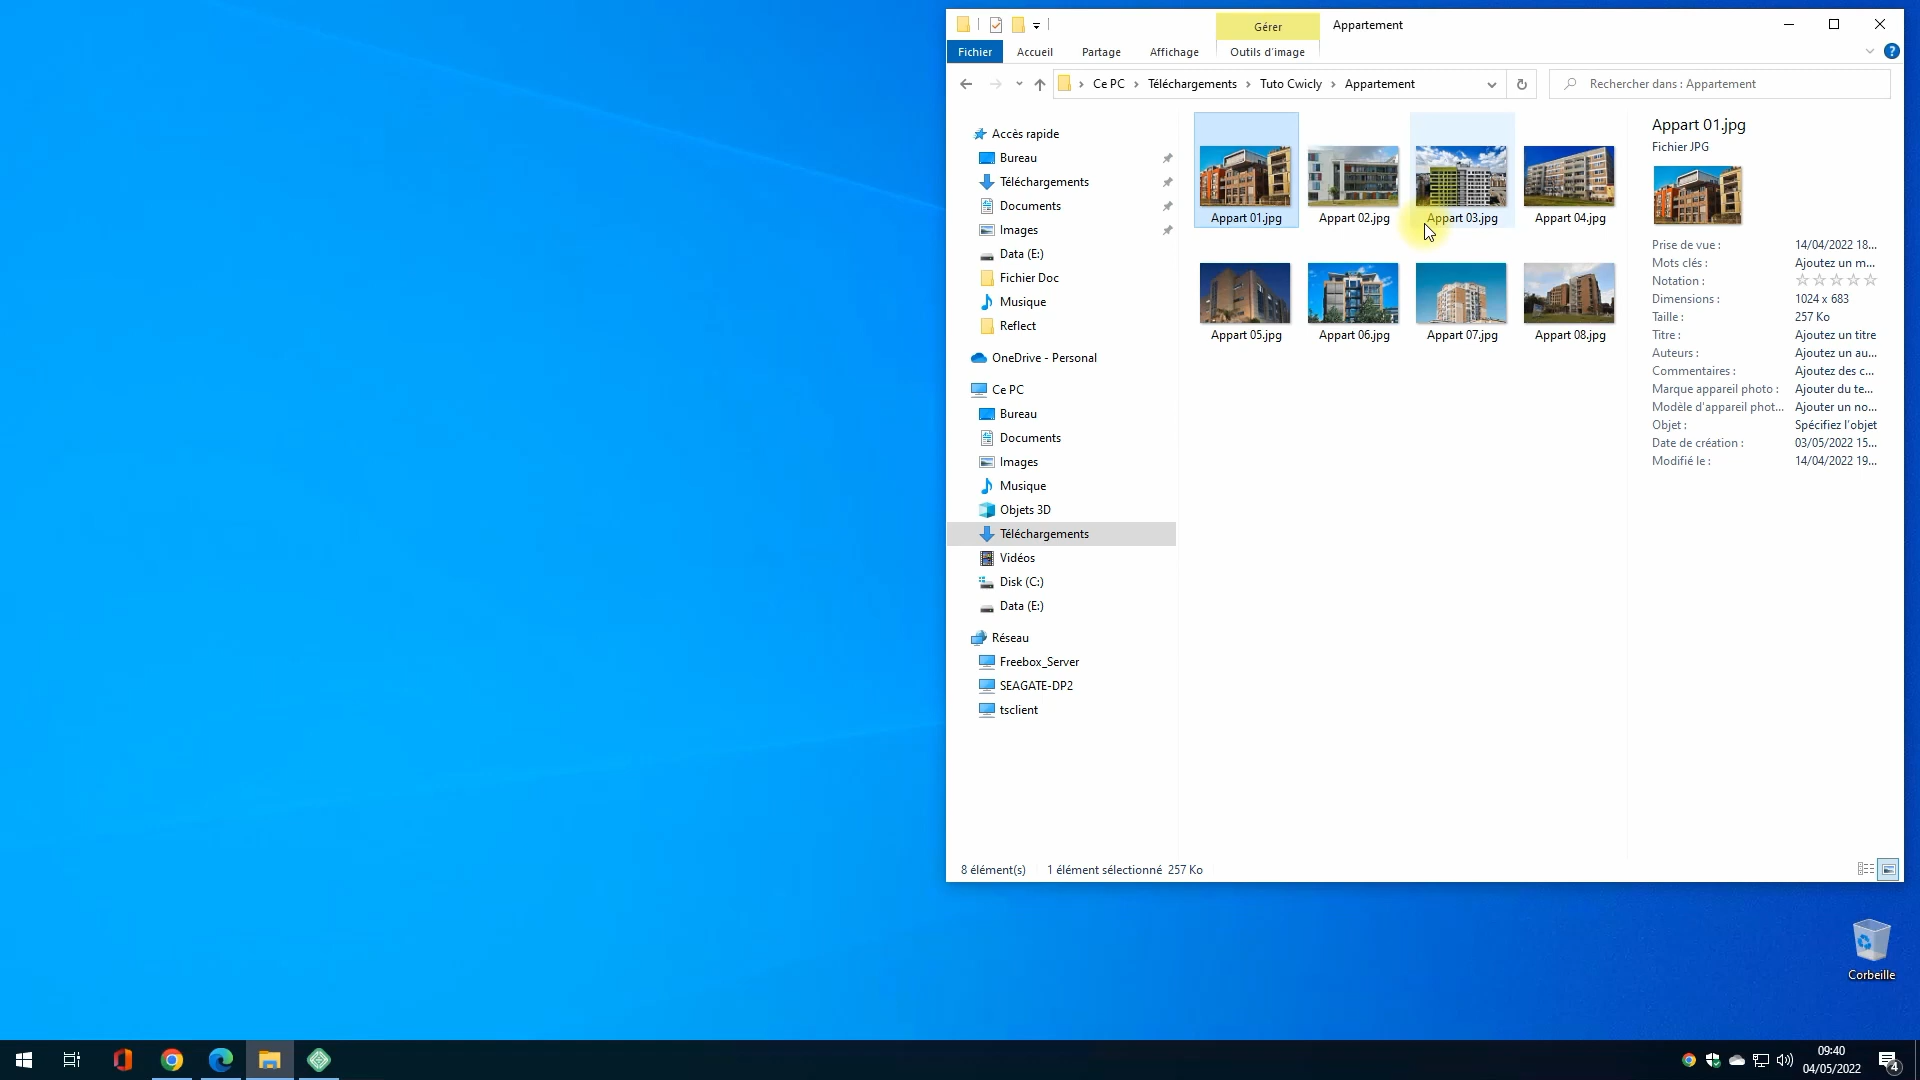 Gérer
Appartement
Fichier
Accueil
Partage
Affichage
Outils d'image
Ce PC
Téléchargements
Tuto Cwicly
Appartement
Rechercher dans : Appartement
Accès rapide
Bureau
Téléchargements
Documents
Images
Data (E:)
Fichier Doc
Musique
Reflect
OneDrive - Personal
Ce PC
Bureau
Documents
Images
Musique
Objets 3D
Téléchargements
Vidéos
Disk (C:)
Data (E:)
Réseau
Freebox_Server
SEAGATE-DP2
tsclient
Appart 01.jpg
Appart 02.jpg
Appart 03.jpg
Appart 04.jpg
Appart 05.jpg
Appart 06.jpg
Appart 07.jpg
Appart 08.jpg
Appart 01.jpg
Fichier JPG
Prise de vue : 14/04/2022 18...
Mots clés : Ajoutez un m...
Notation :
Dimensions : 1024 x 683
Taille : 257 Ko
Titre : Ajoutez un titre
Auteurs : Ajoutez un au...
Commentaires : Ajoutez des c...
Marque appareil photo : Ajouter du te...
Modèle d'appareil phot... Ajouter un no...
Objet : Spécifiez l'objet
Date de création : 03/05/2022 15...
Modifié le : 14/04/2022 19...
8 élément(s)
1 élément sélectionné 257 Ko
Corbeille
09:40
04/05/2022
4